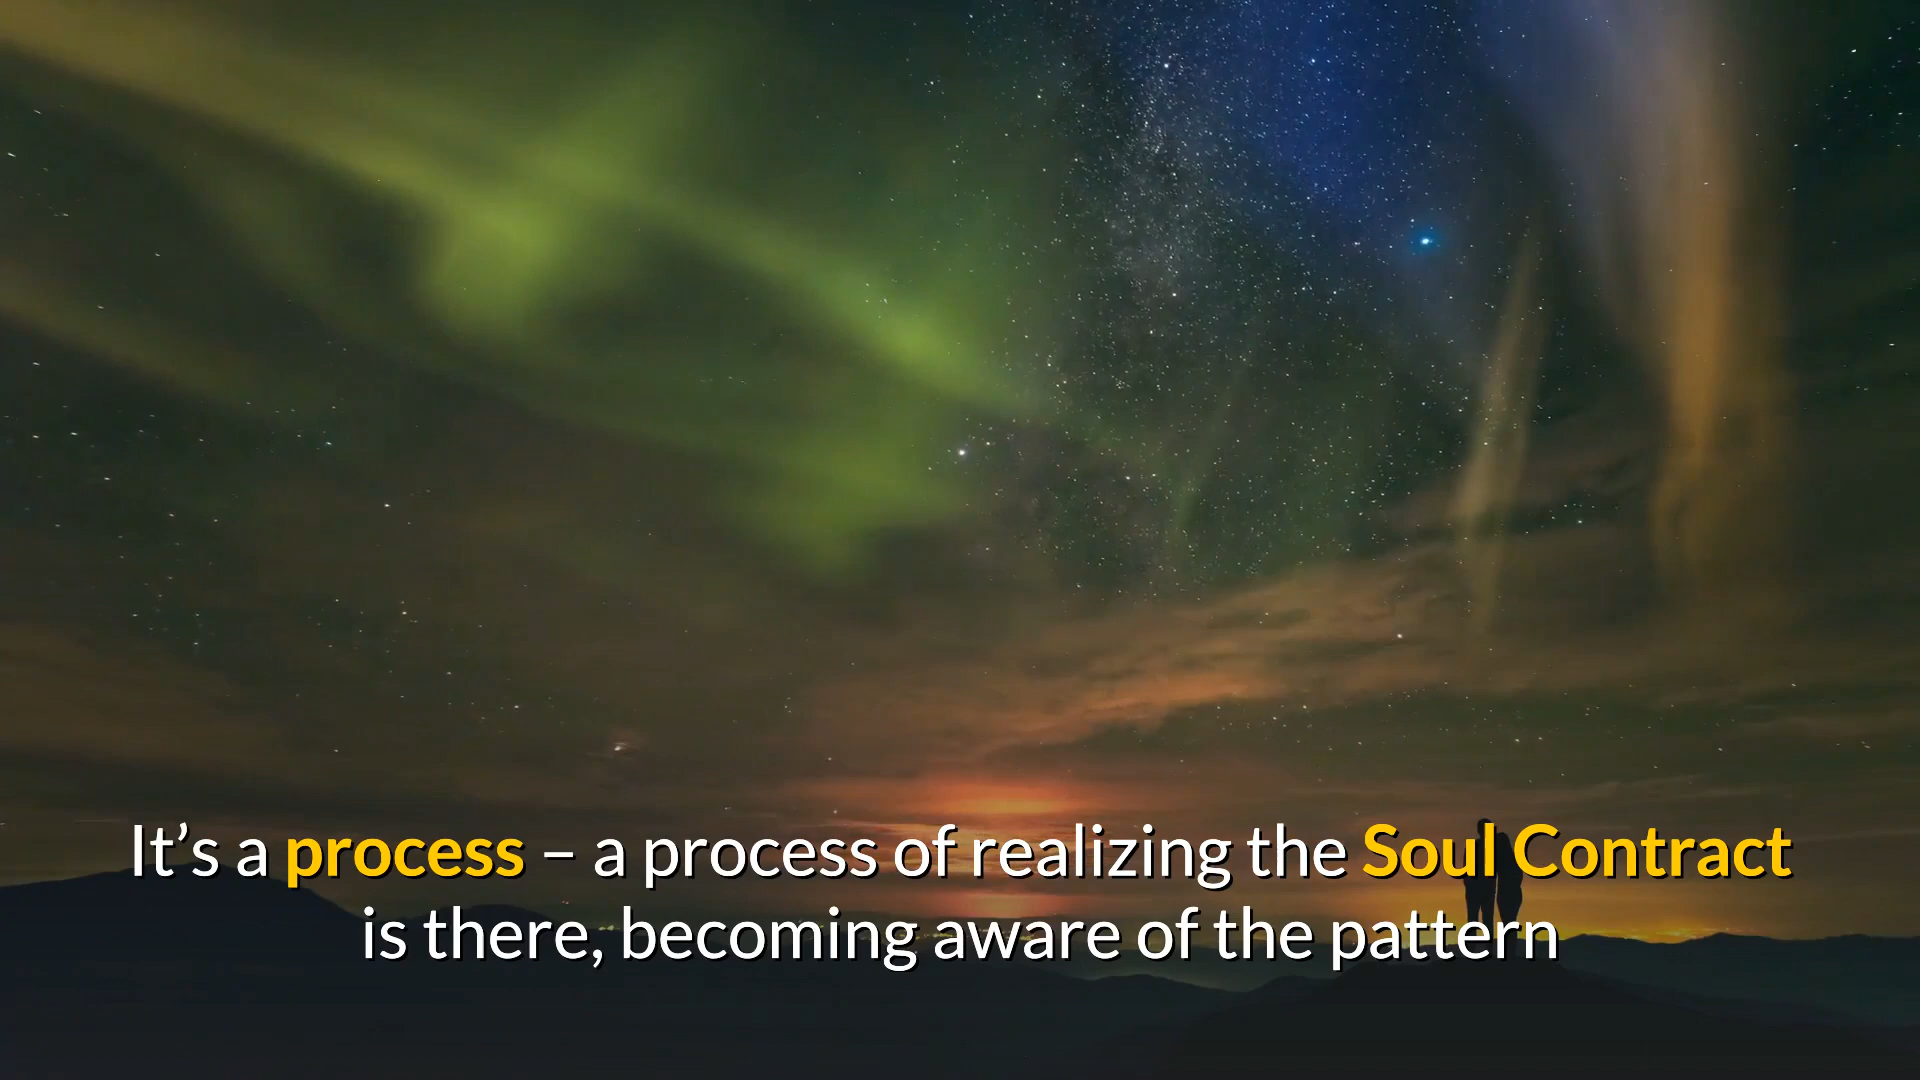 It’s a process – a process of realizing the Soul Contract
is there, becoming aware of the pattern